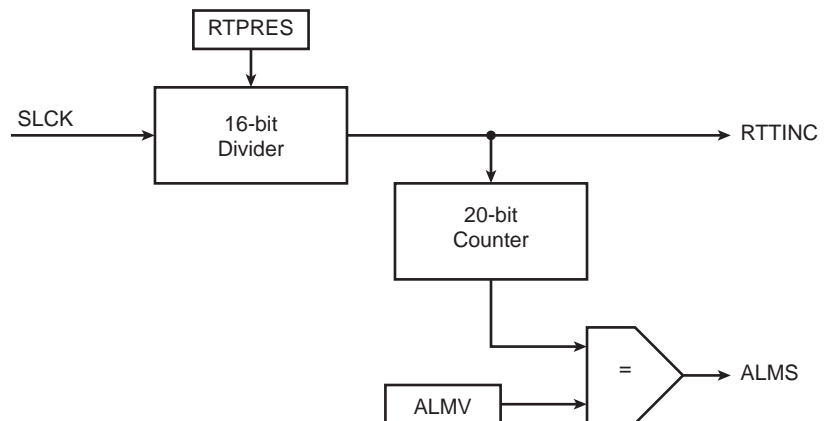 RTPRES
SLCK
16-bit
Divider
RTTINC
20-bit
Counter
=
ALMS
ALMV